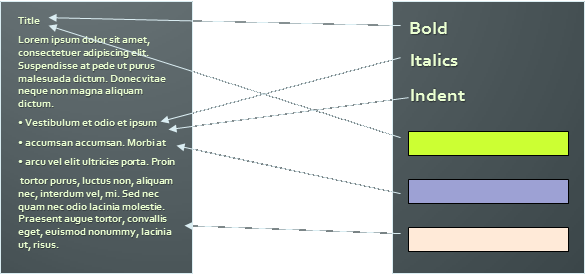 Title
Lorem ipsum dolor sit amet,
consectetuer adipiscing elit.
Suspendisse at pede ut purus
malesuada dictum. Donec vitae
neque non magna aliquam
dictum.
• Vestibulum et odio et ipsum
• accumsan accumsan. Morbi at
• arcu vel elit ultricies porta. Proin
tortor purus, luctus non, aliquam
nec, interdum vel, mi. Sed nec
quam nec odio lacinia molestie.
Praesent augue tortor, convallis
eget, euismod nonummy, lacinia
ut, risus.
Bold
Italics
Indent